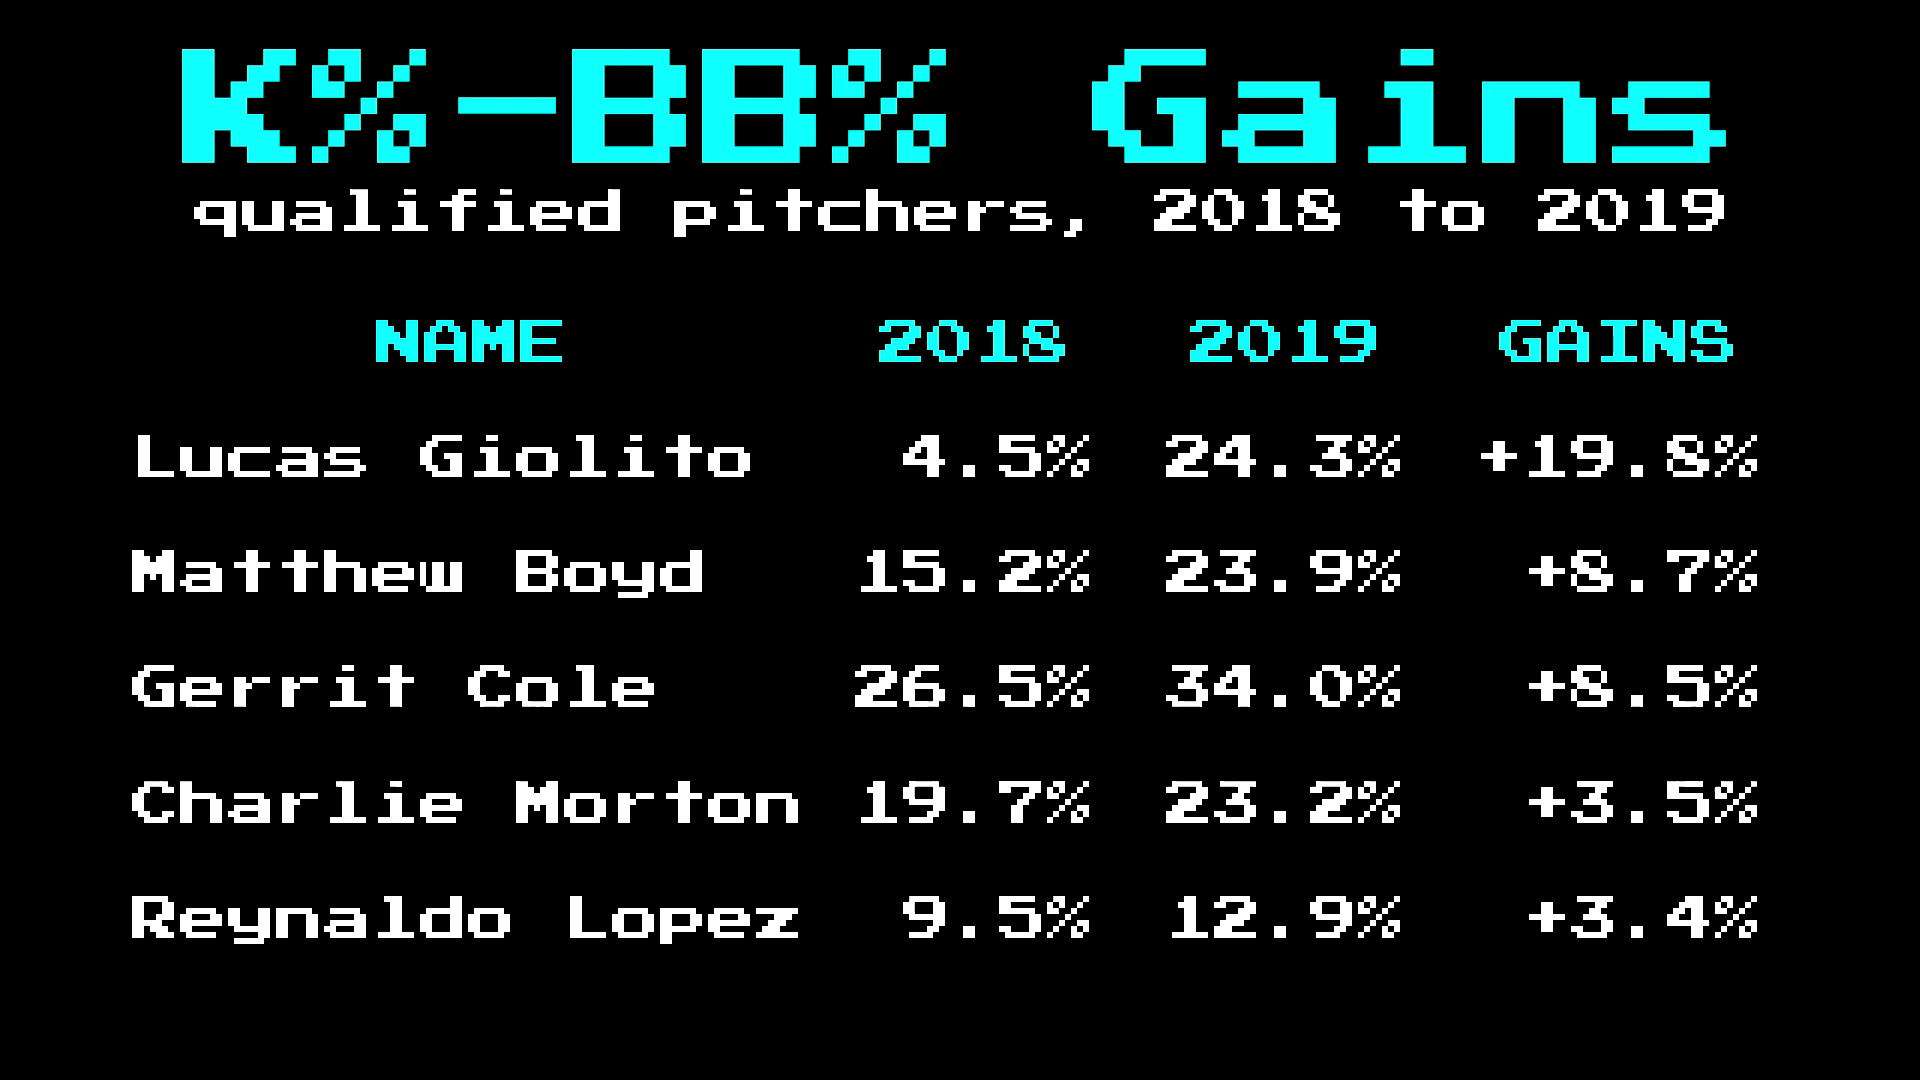 K%-BB% Gains
qualified pitchers, 2018 to 2019
NAME 2018 2019 GAINS
Lucas Giolito 4.5% 24.3% +19.8%
Matthew Boyd 15.2% 23.9% +8.7%
Gerrit Cole 26.5% 34.0% +8.5%
Charlie Morton 19.7% 23.2% +3.5%
Reynaldo Lopez 9.5% 12.9% +3.4%